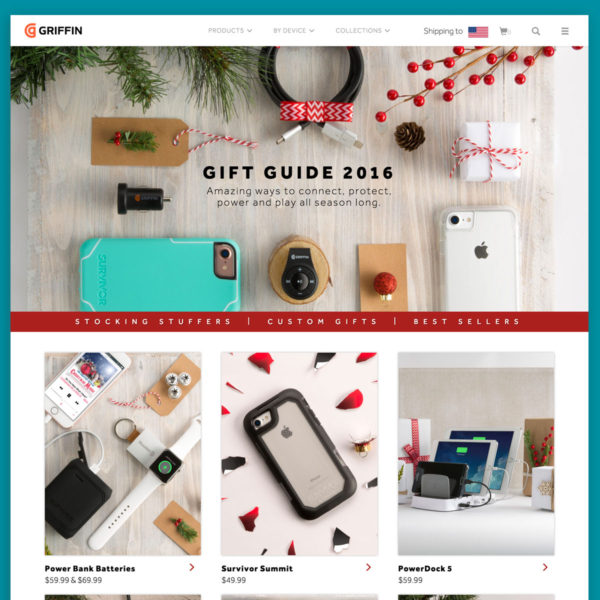 GRIFFIN
PRODUCTS BY DEVICE COLLECTIONS Shipping to
GIFT GUIDE 2016
Amazing ways to connect, protect,
power and play all season long.
GRIFFIN
SURVIVOR
STOCKING STUFFERS | CUSTOM GIFTS | BEST SELLERS
Power Bank Batteries
$59.99 & $69.99
Survivor Summit
$49.99
PowerDock 5
$59.99